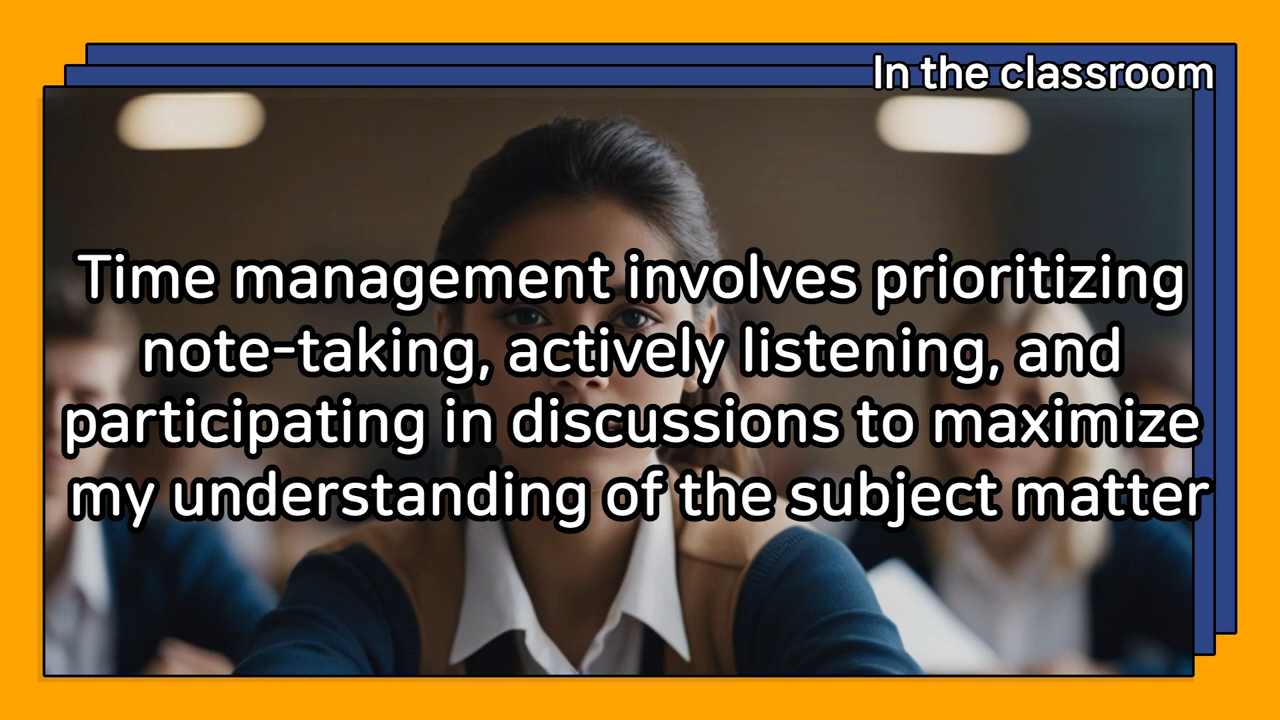 In the classroom
Time management involves prioritizing
note-taking, actively listening, and
participating in discussions to maximize
my understanding of the subject matter